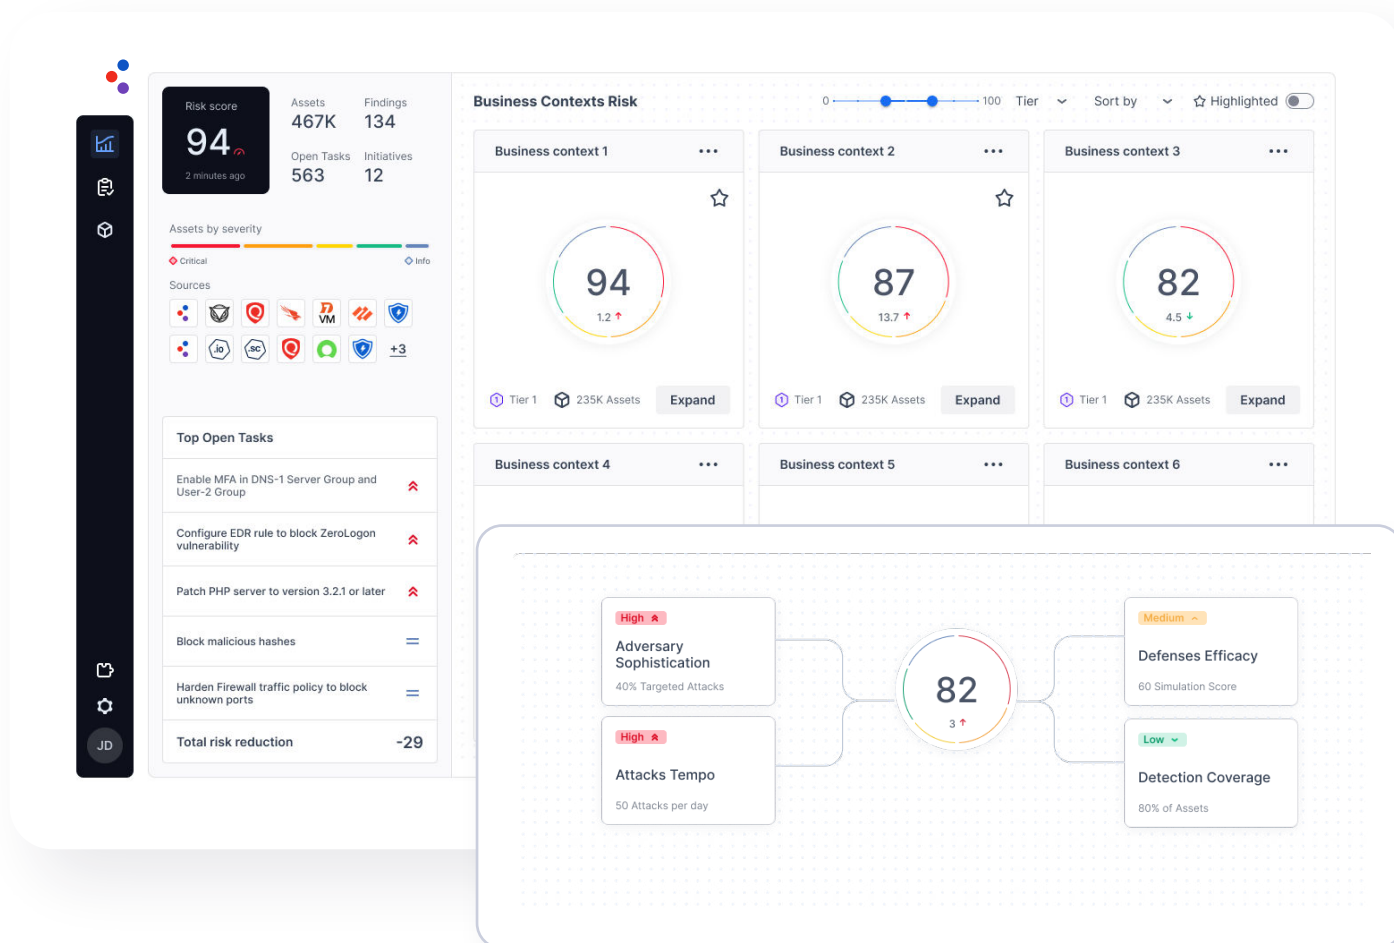 Risk score
94
2 minutes ago
Assets
467K
Findings
134
Open Tasks
563
Initiatives
12
Assets by severity
Critical
Info
Sources
VM
.io
.sc
+3
Top Open Tasks
Enable MFA in DNS-1 Server Group and
User-2 Group
Configure EDR rule to block ZeroLogon
vulnerability
Patch PHP server to version 3.2.1 or later
Block malicious hashes
Harden Firewall traffic policy to block
unknown ports
Total risk reduction -29
JD
Business Contexts Risk
0 100 Tier Sort by Highlighted
Business context 1
94
1.2
1 Tier 1 235K Assets Expand
Business context 2
87
13.7
1 Tier 1 235K Assets Expand
Business context 3
82
4.5
1 Tier 1 235K Assets Expand
Business context 4
Business context 5
Business context 6
High
Adversary
Sophistication
40% Targeted Attacks
High
Attacks Tempo
50 Attacks per day
82
3
Medium
Defenses Efficacy
60 Simulation Score
Low
Detection Coverage
80% of Assets